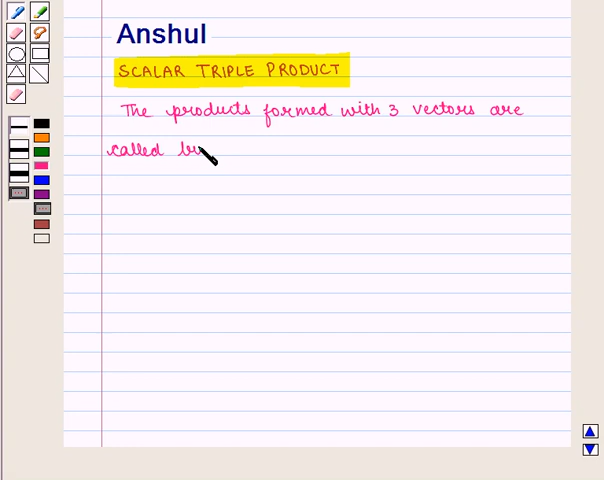 Anshul
SCALAR TRIPLE PRODUCT
The products formed with 3 vectors are
called